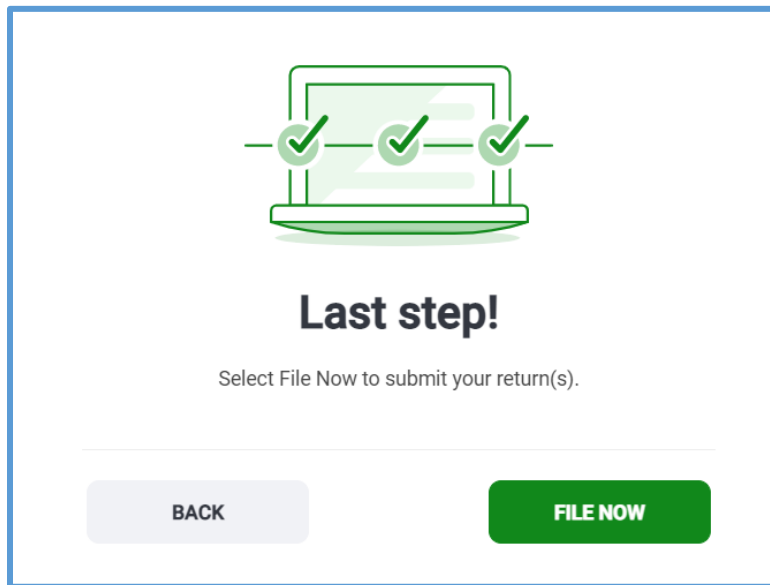 Last step!
Select File Now to submit your return(s).
BACK
FILE NOW